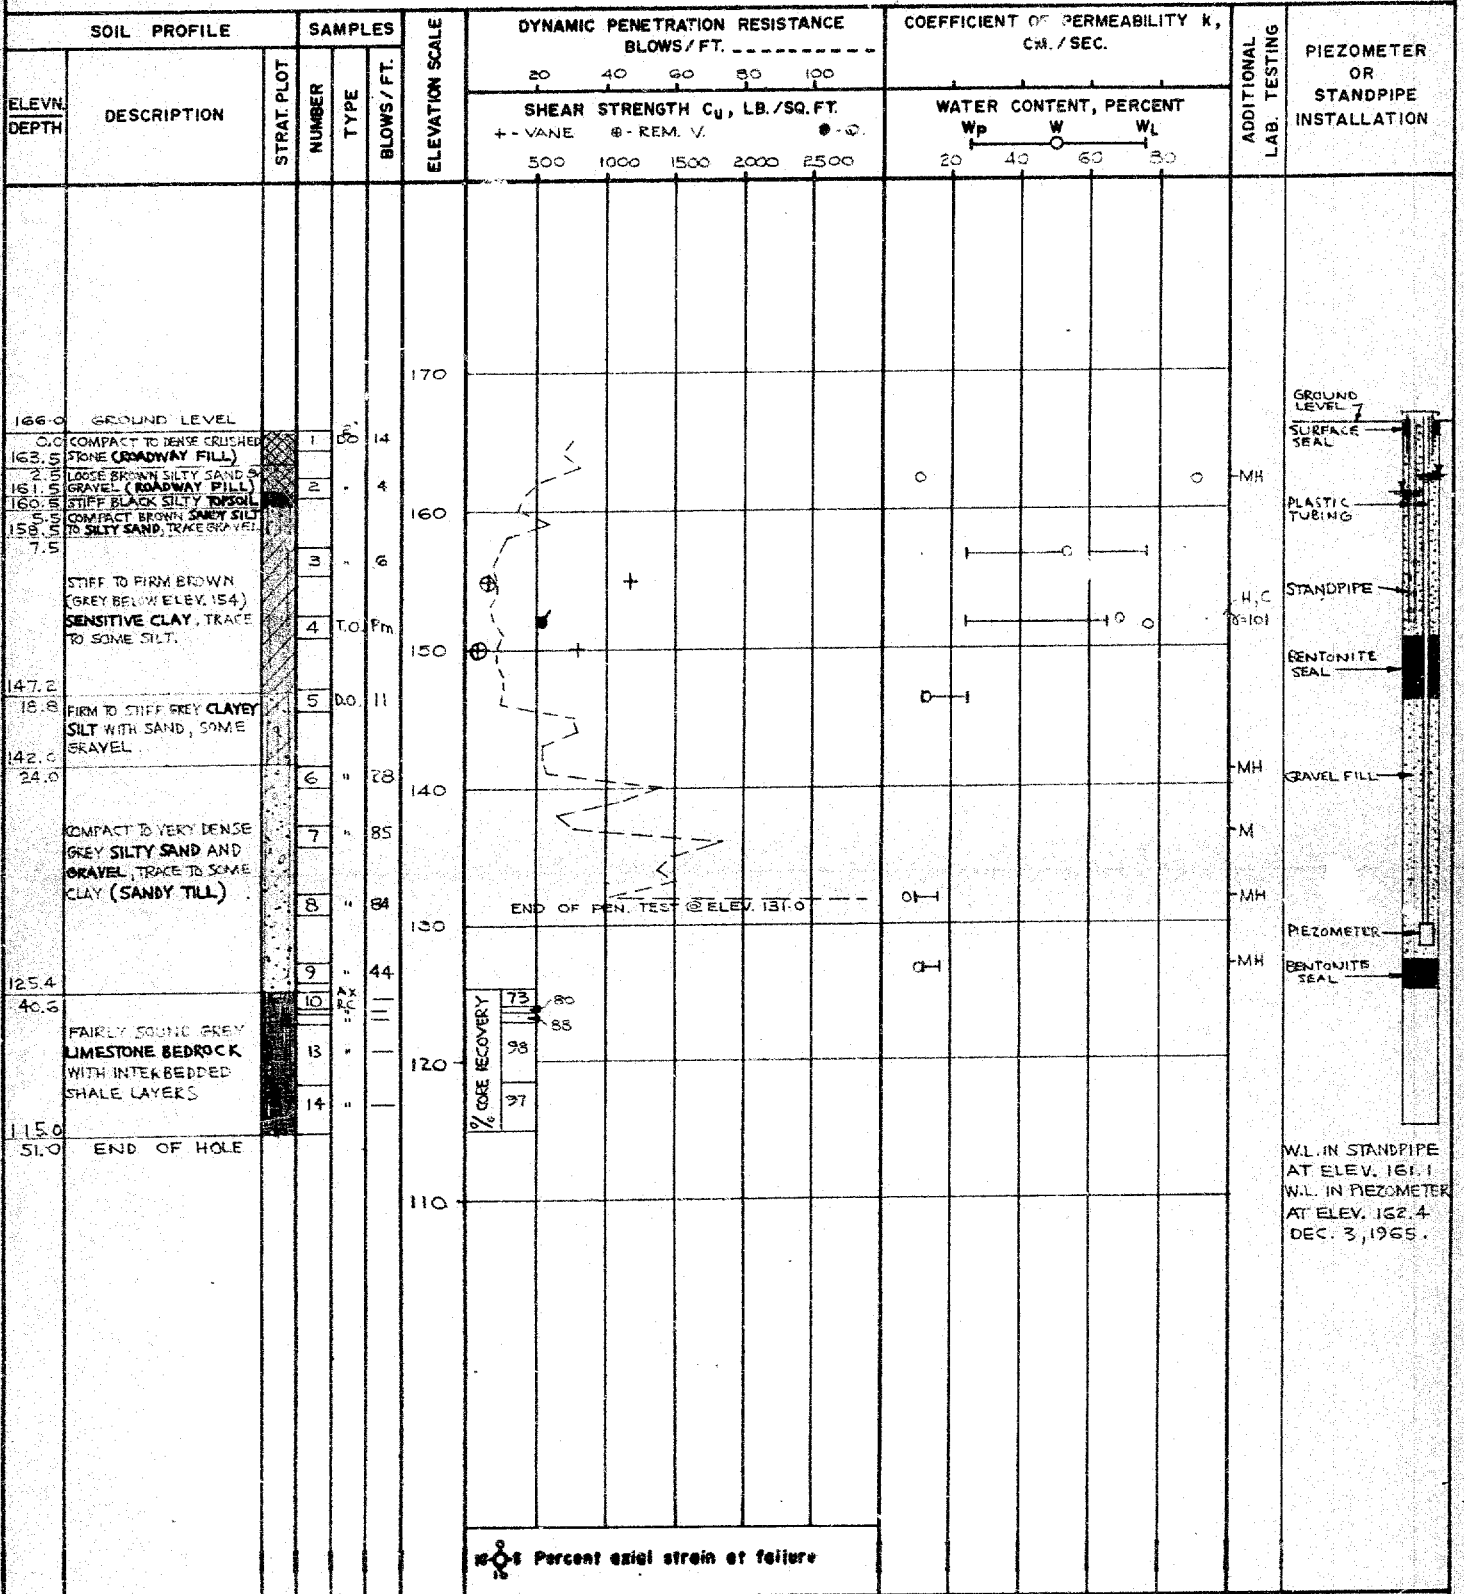 SOIL PROFILE
SAMPLES
ELEVATION SCALE
DYNAMIC PENETRATION RESISTANCE
BLOWS/FT.
20 40 60 80 100
SHEAR STRENGTH Cu, LB./SQ.FT.
+ - VANE ⊕ - REM. V. ● - Q.
500 1000 1500 2000 2500
COEFFICIENT OF PERMEABILITY k,
CM./SEC.
WATER CONTENT, PERCENT
Wp W WL
20 40 60 80
ADDITIONAL
LAB. TESTING
PIEZOMETER
OR
STANDPIPE
INSTALLATION
ELEVN.
DEPTH
DESCRIPTION
STRAT. PLOT
NUMBER
TYPE
BLOWS / FT.
170
160
150
140
130
120
110
166.0 GROUND LEVEL
0.0 COMPACT TO DENSE CRUSHED
163.5 STONE (ROADWAY FILL)
2.5 LOOSE BROWN SILTY SAND &
161.5 GRAVEL (ROADWAY FILL)
160.5 STIFF BLACK SILTY TOPSOIL
5.5 COMPACT BROWN SANDY SILT
158.5 TO SILTY SAND, TRACE GRAVEL
7.5
STIFF TO FIRM BROWN
(GREY BELOW ELEV. 154)
SENSITIVE CLAY, TRACE
TO SOME SILT.
147.2
18.8 FIRM TO STIFF GREY CLAYEY
SILT WITH SAND, SOME
GRAVEL
142.0
24.0
COMPACT TO VERY DENSE
GREY SILTY SAND AND
GRAVEL, TRACE TO SOME
CLAY (SANDY TILL)
125.4
40.6
FAIRLY SOUND GREY
LIMESTONE BEDROCK
WITH INTERBEDDED
SHALE LAYERS
115.0
51.0 END OF HOLE
1 D.O. 14
2 " 4
3 " 6
4 T.O. Pm
5 D.O. 11
6 " 28
7 " 85
8 " 84
9 " 44
10 AX RC —
13 " —
14 " —
END OF PEN. TEST @ ELEV. 131.0
% CORE RECOVERY
73
80
88
98
97
MH
H, C
γ=101
MH
M
MH
MH
GROUND
LEVEL
SURFACE
SEAL
PLASTIC
TUBING
STANDPIPE
BENTONITE
SEAL
GRAVEL FILL
PIEZOMETER
BENTONITE
SEAL
W.L. IN STANDPIPE
AT ELEV. 161.1
W.L. IN PIEZOMETER
AT ELEV. 162.4
DEC. 3, 1965.
Percent axial strain at failure